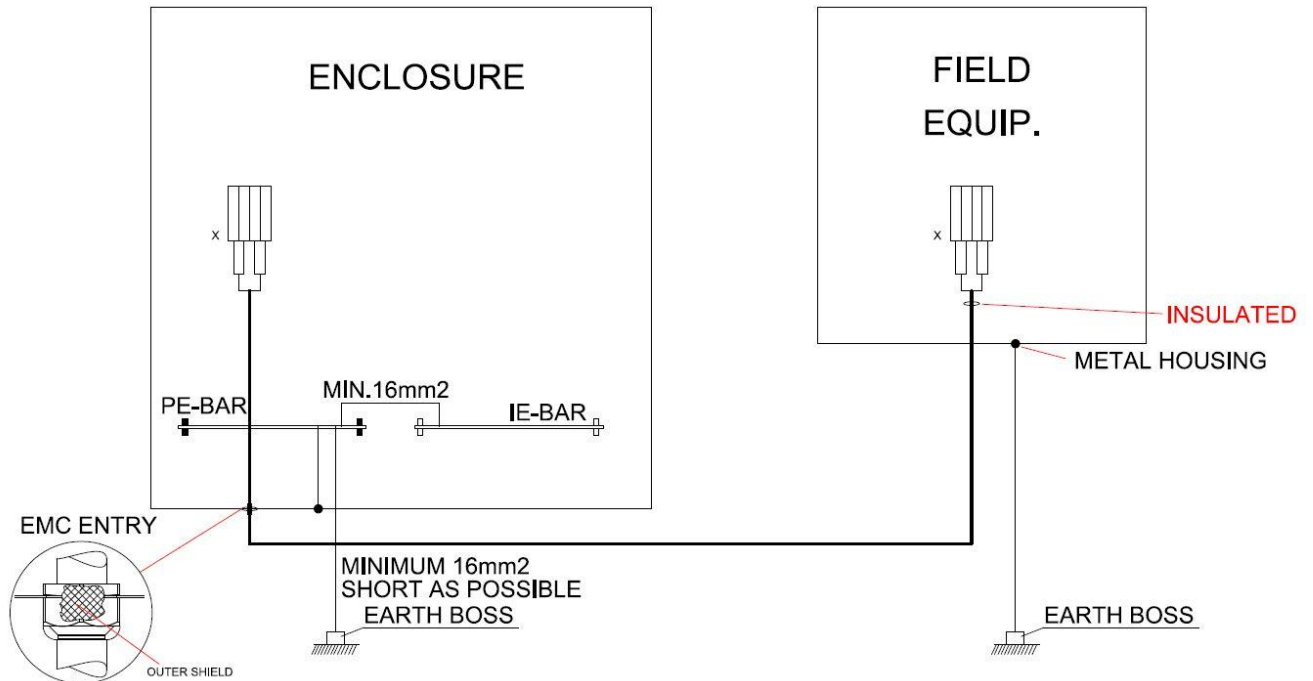 ENCLOSURE
FIELD
EQUIP.
x
x
INSULATED
METAL HOUSING
PE-BAR
MIN.16mm2
IE-BAR
EMC ENTRY
MINIMUM 16mm2
SHORT AS POSSIBLE
EARTH BOSS
EARTH BOSS
OUTER SHIELD